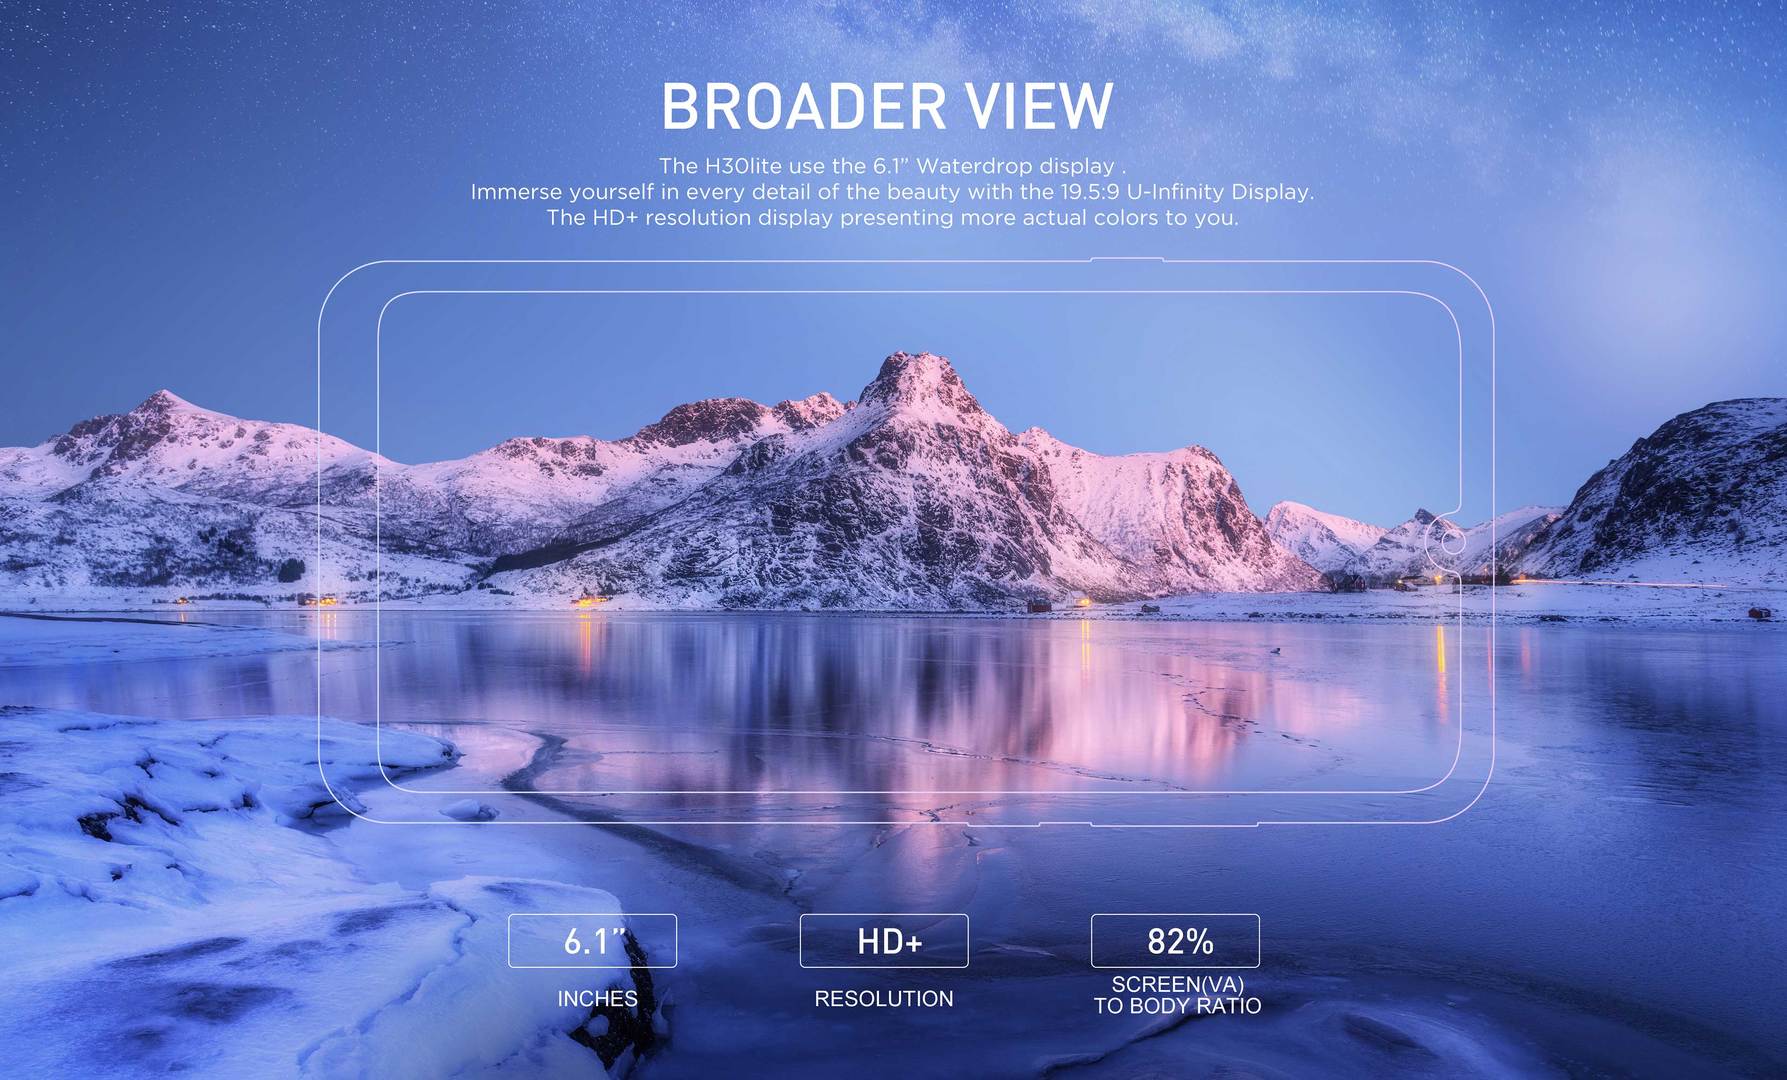 BROADER VIEW
The H30lite use the 6.1” Waterdrop display .
Immerse yourself in every detail of the beauty with the 19.5:9 U-Infinity Display.
The HD+ resolution display presenting more actual colors to you.
6.1”
INCHES
HD+
RESOLUTION
82%
SCREEN(VA)
TO BODY RATIO